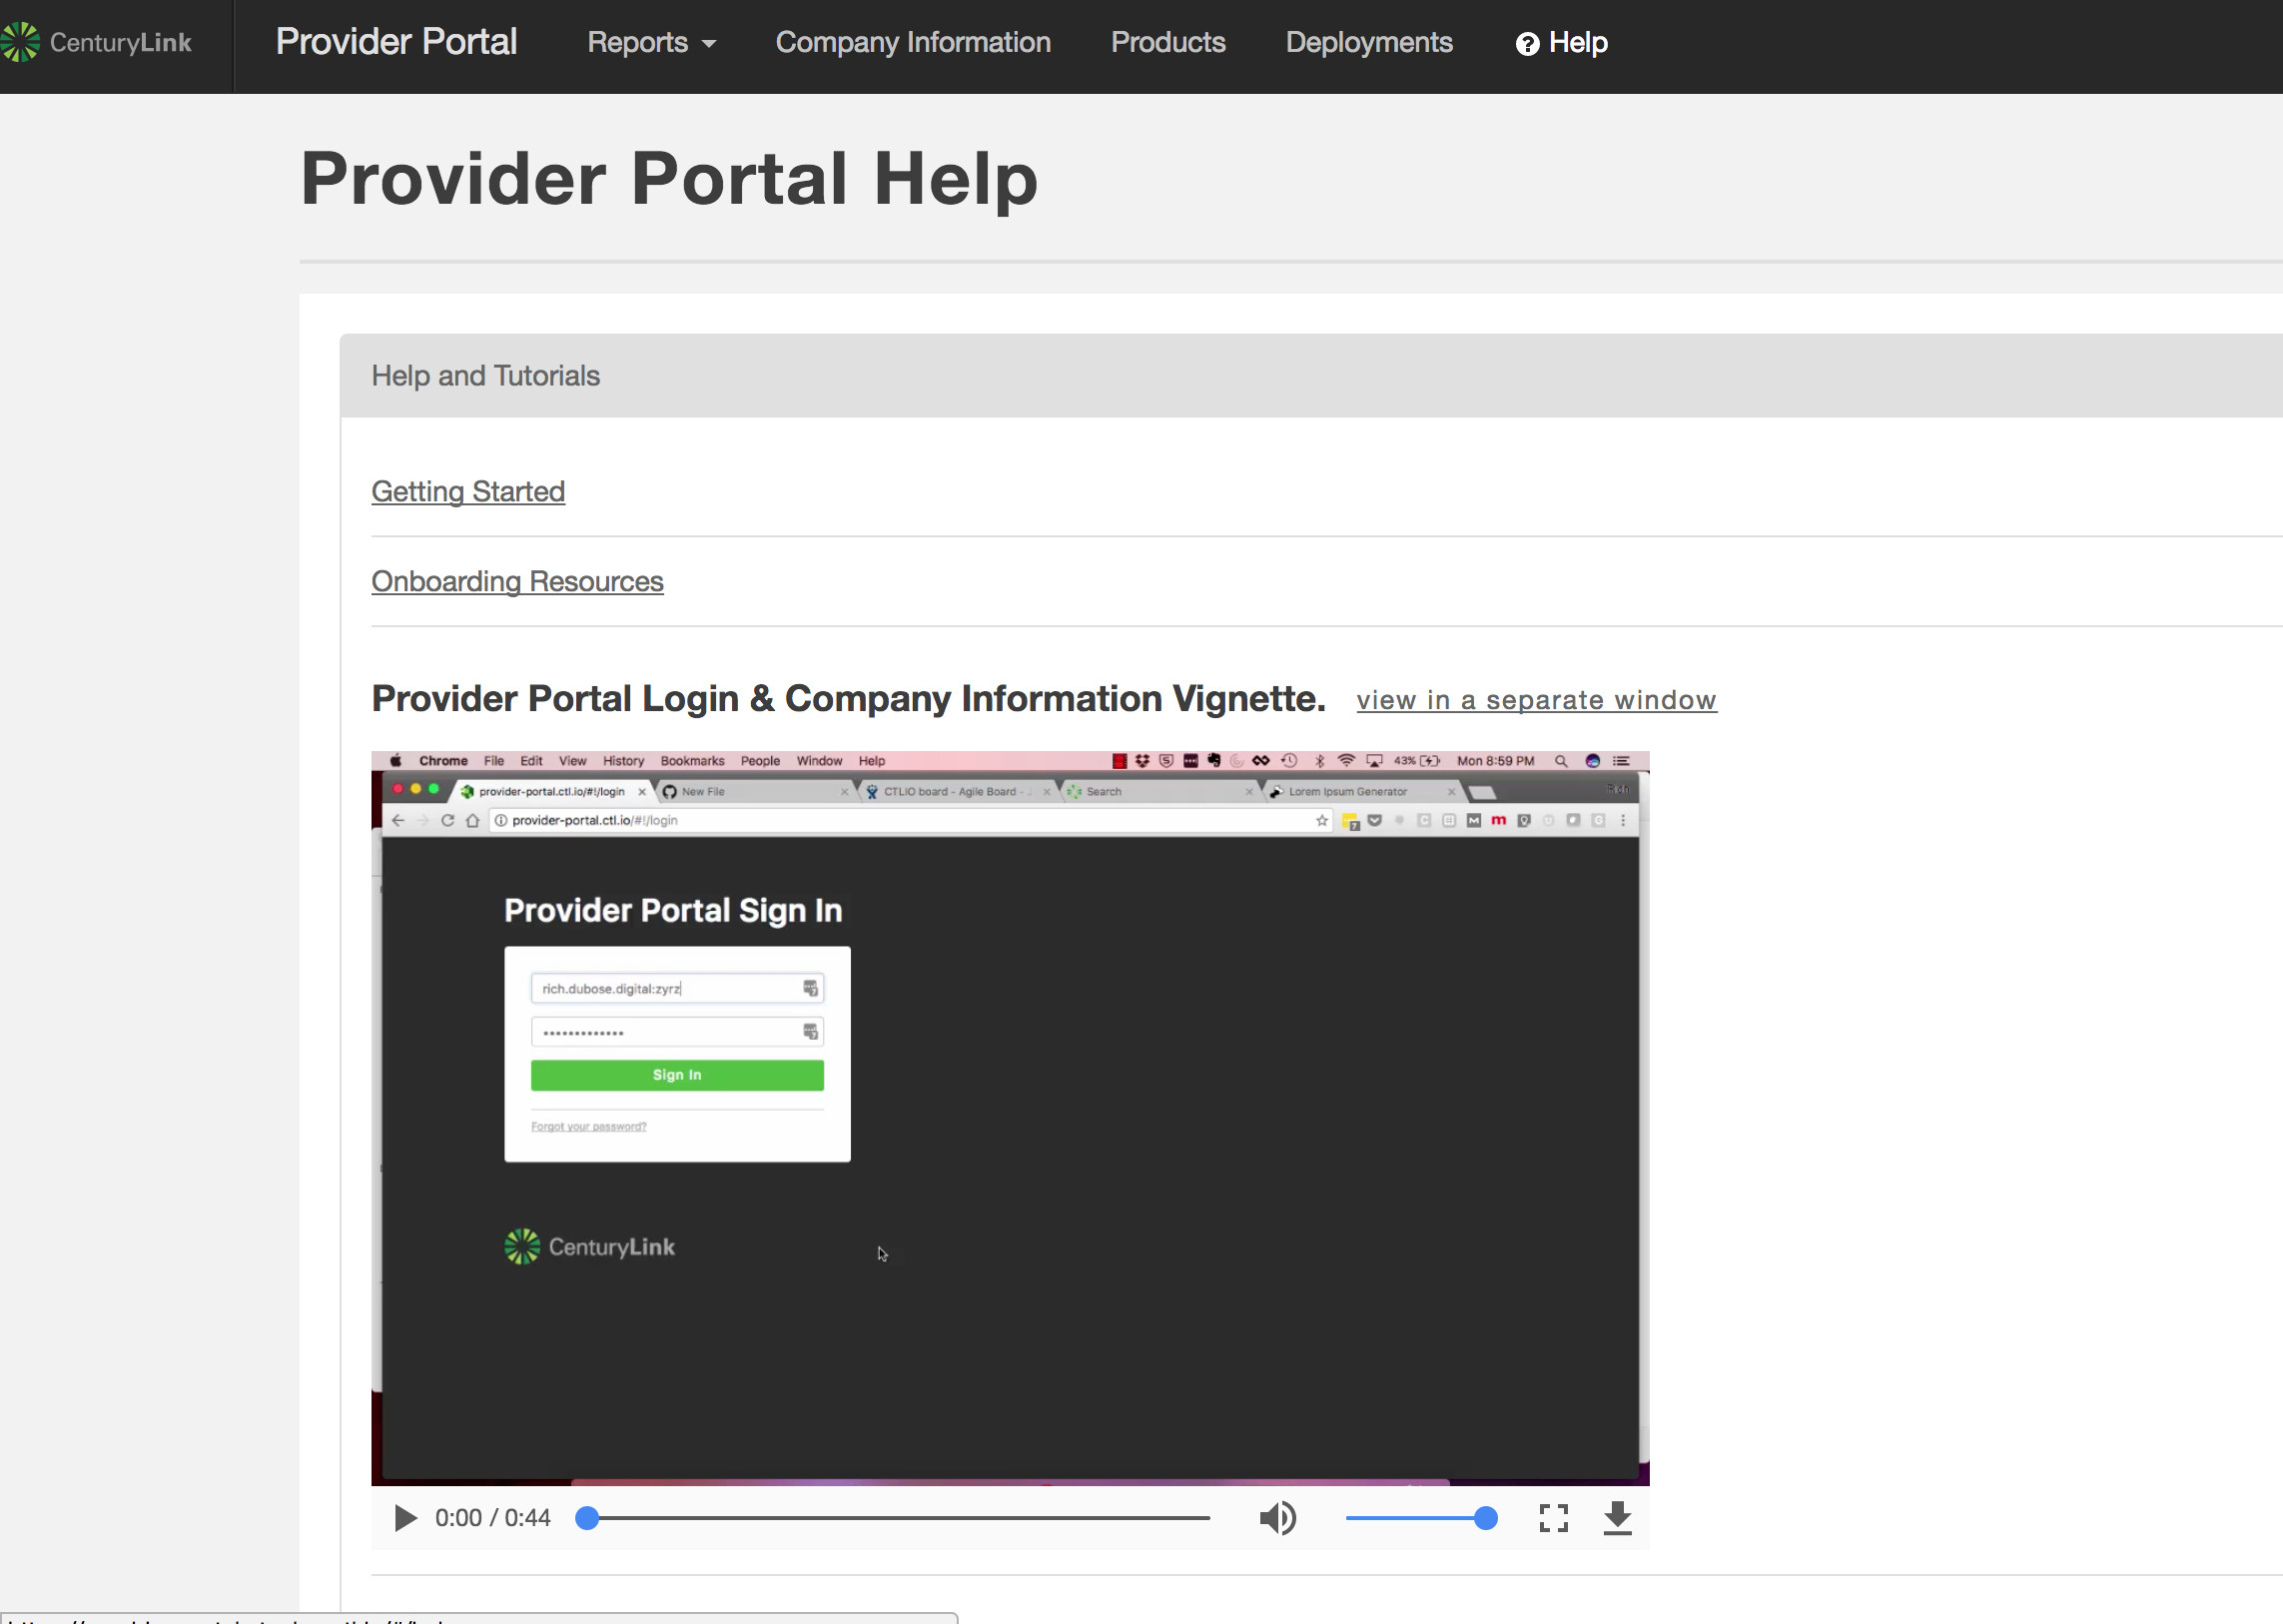 CenturyLink
Provider Portal
Reports
Company Information
Products
Deployments
Help
Provider Portal Help
Help and Tutorials
Getting Started
Onboarding Resources
Provider Portal Login & Company Information Vignette. view in a separate window
Chrome File Edit View History Bookmarks People Window Help 43% Mon 8:59 PM
provider-portal.ctl.io/#!/login New File CTLIO board - Agile Board - Search Lorem Ipsum Generator Rich
provider-portal.ctl.io/#!/login
Provider Portal Sign In
rich.dubose.digital:zyrz
Sign In
Forgot your password?
CenturyLink
0:00 / 0:44